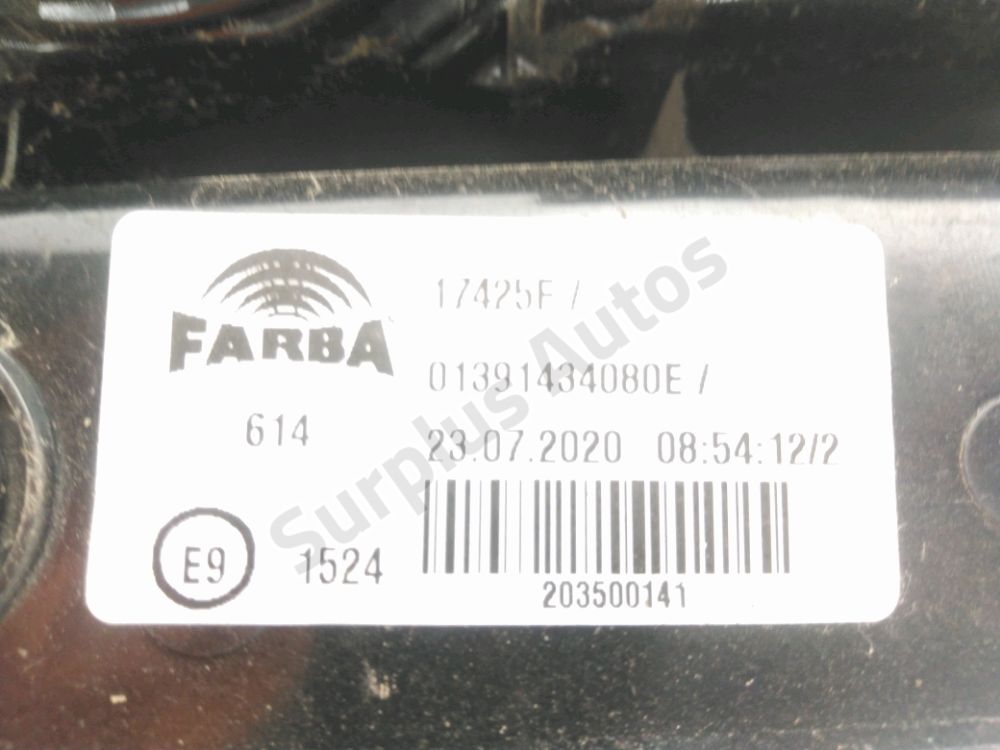 FARBA
614
E9 1524
17425F /
01391434080E /
23.07.2020 08:54:12/2
203500141
Surplus Autos